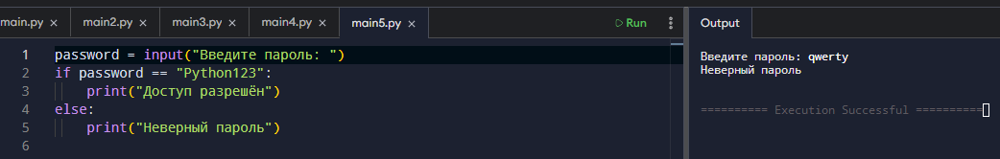 main.py × main2.py × main3.py × main4.py × main5.py × Run Output
1 password = input("Введите пароль: ")
2 if password == "Python123":
3 print("Доступ разрешён")
4 else:
5 print("Неверный пароль")
6
Введите пароль: qwerty
Неверный пароль
========== Execution Successful ==========